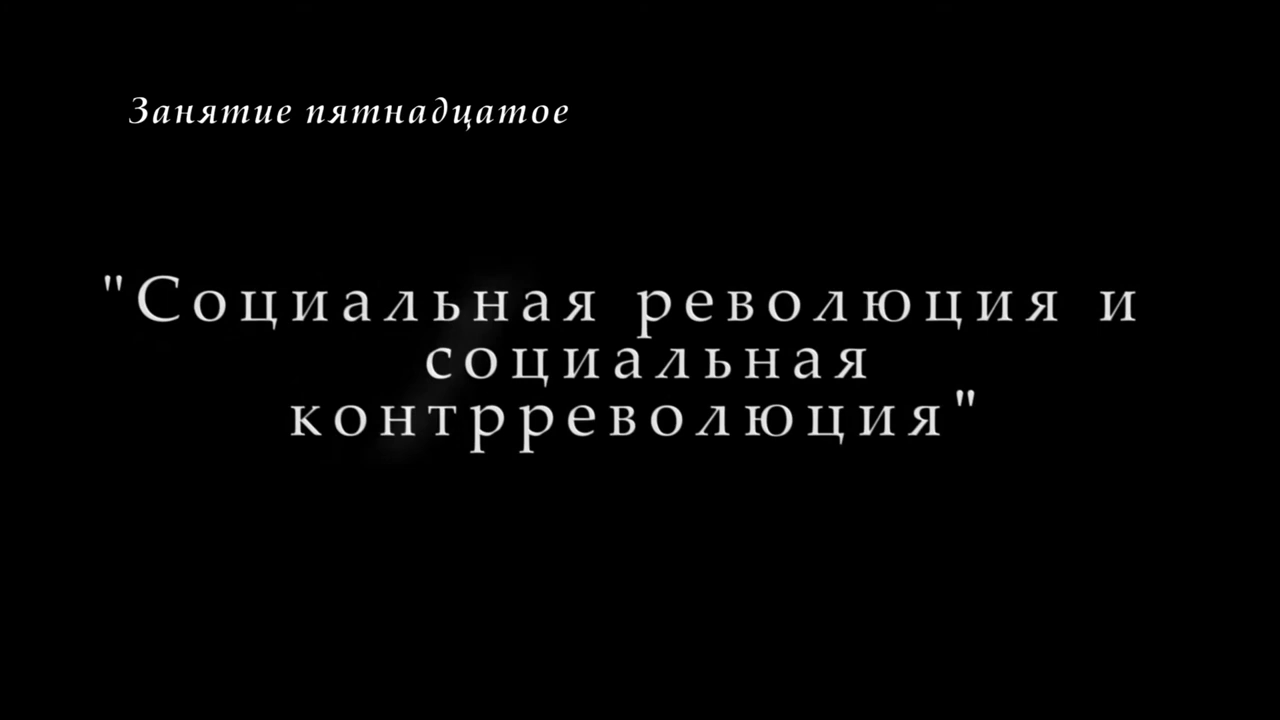 Занятие пятнадцатое
"Социальная революция и
социальная
контрреволюция"